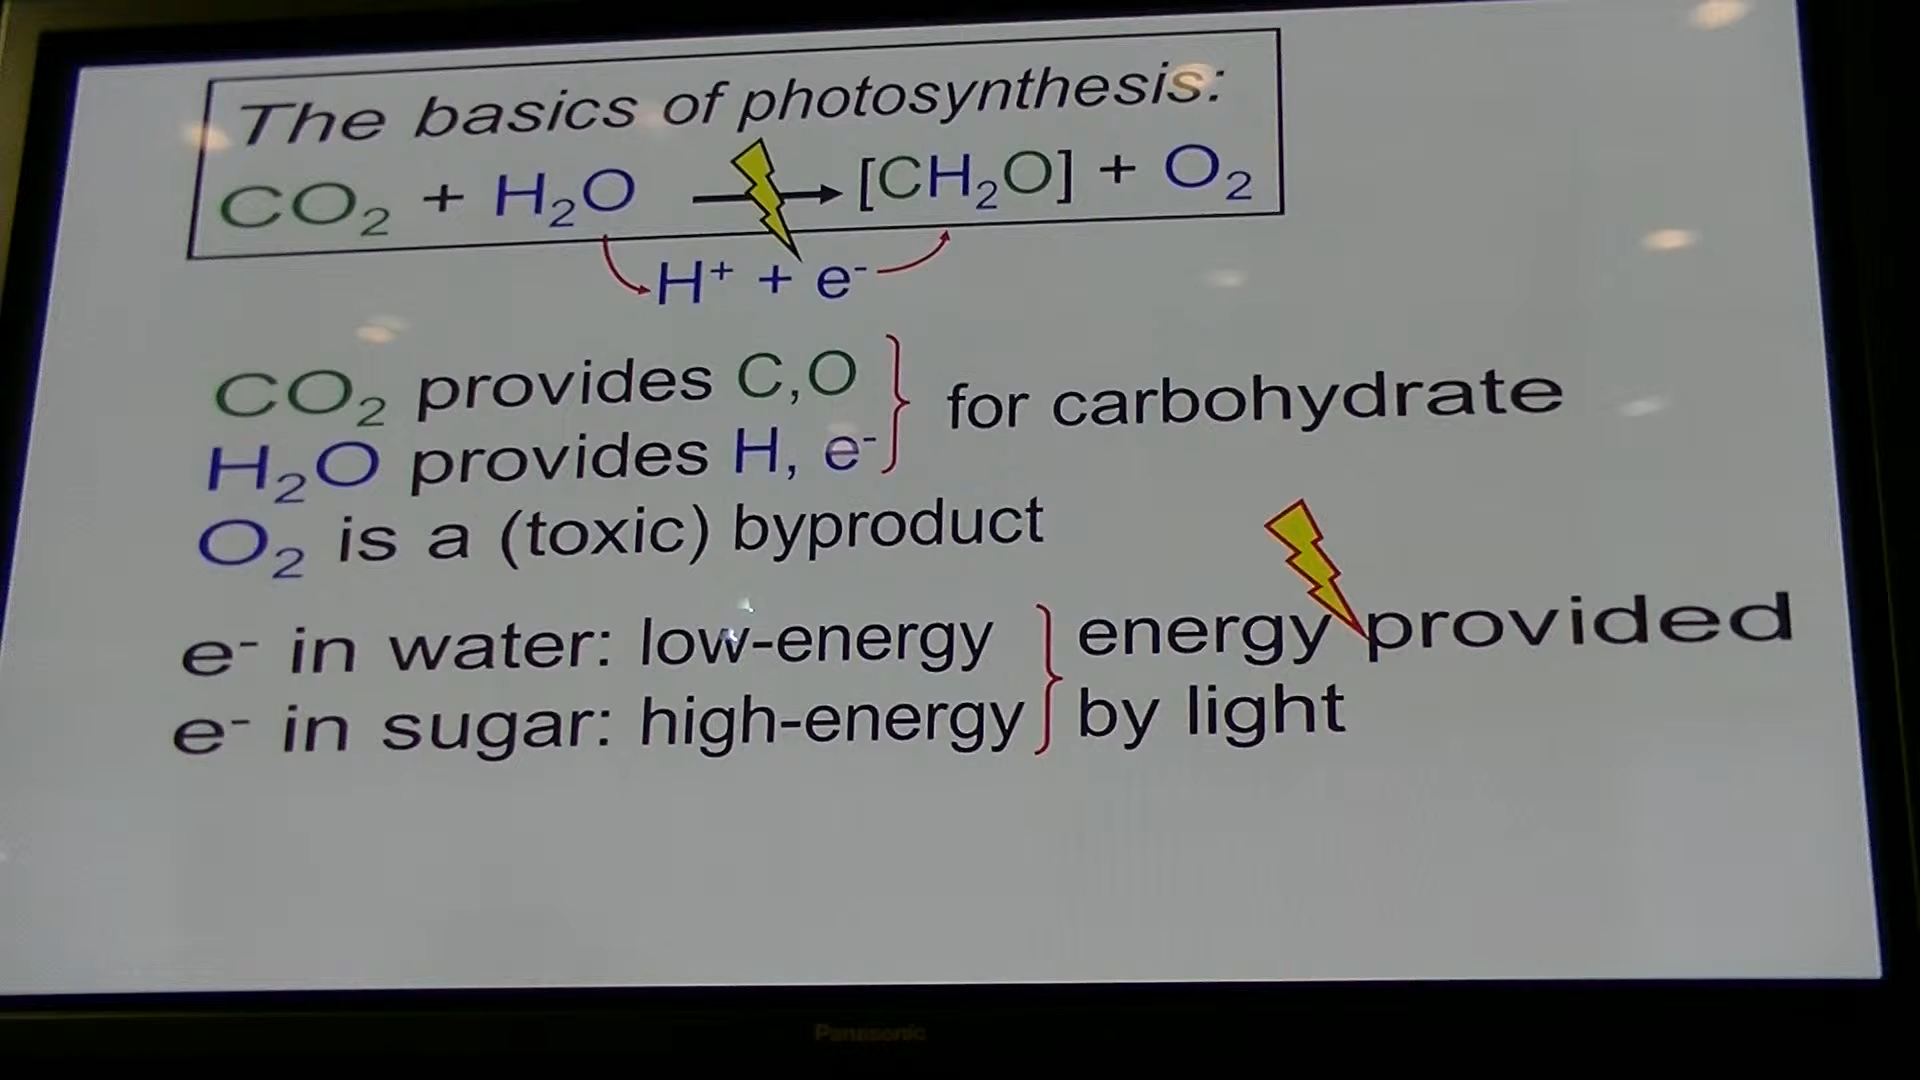 The basics of photosynthesis:
CO₂ + H₂O → [CH₂O] + O₂
H⁺ + e⁻
CO₂ provides C,O
H₂O provides H, e⁻
for carbohydrate
O₂ is a (toxic) byproduct
e⁻ in water: low-energy
e⁻ in sugar: high-energy
energy provided
by light
Panasonic